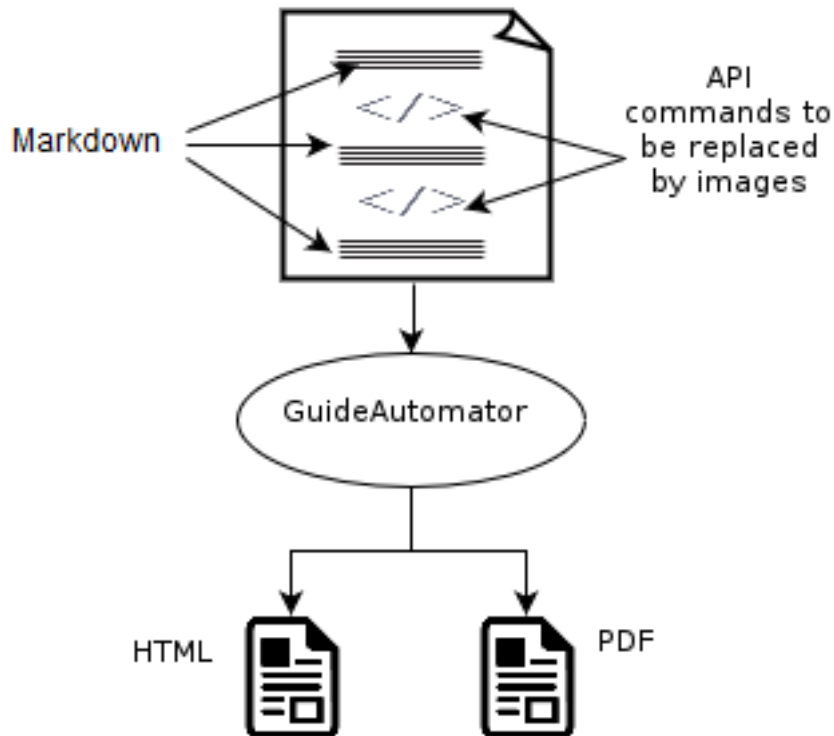 Markdown
</>
</>
API
commands to
be replaced
by images
GuideAutomator
HTML
PDF